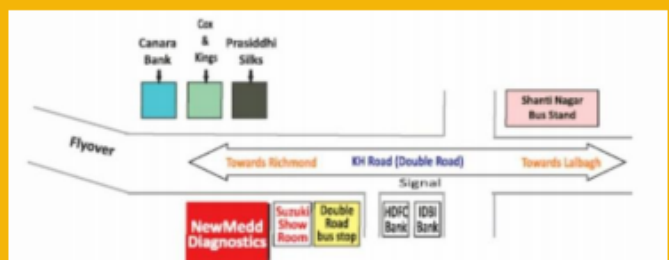 Cox
&
Kings
Canara
Bank
Prasiddhi
Silks
Shanti Nagar
Bus Stand
Flyover
Towards Richmond
KH Road (Double Road)
Towards Lalbagh
Signal
NewMedd
Diagnostics
Suzuki
Show
Room
Double
Road
bus stop
HDFC
Bank
IDBI
Bank